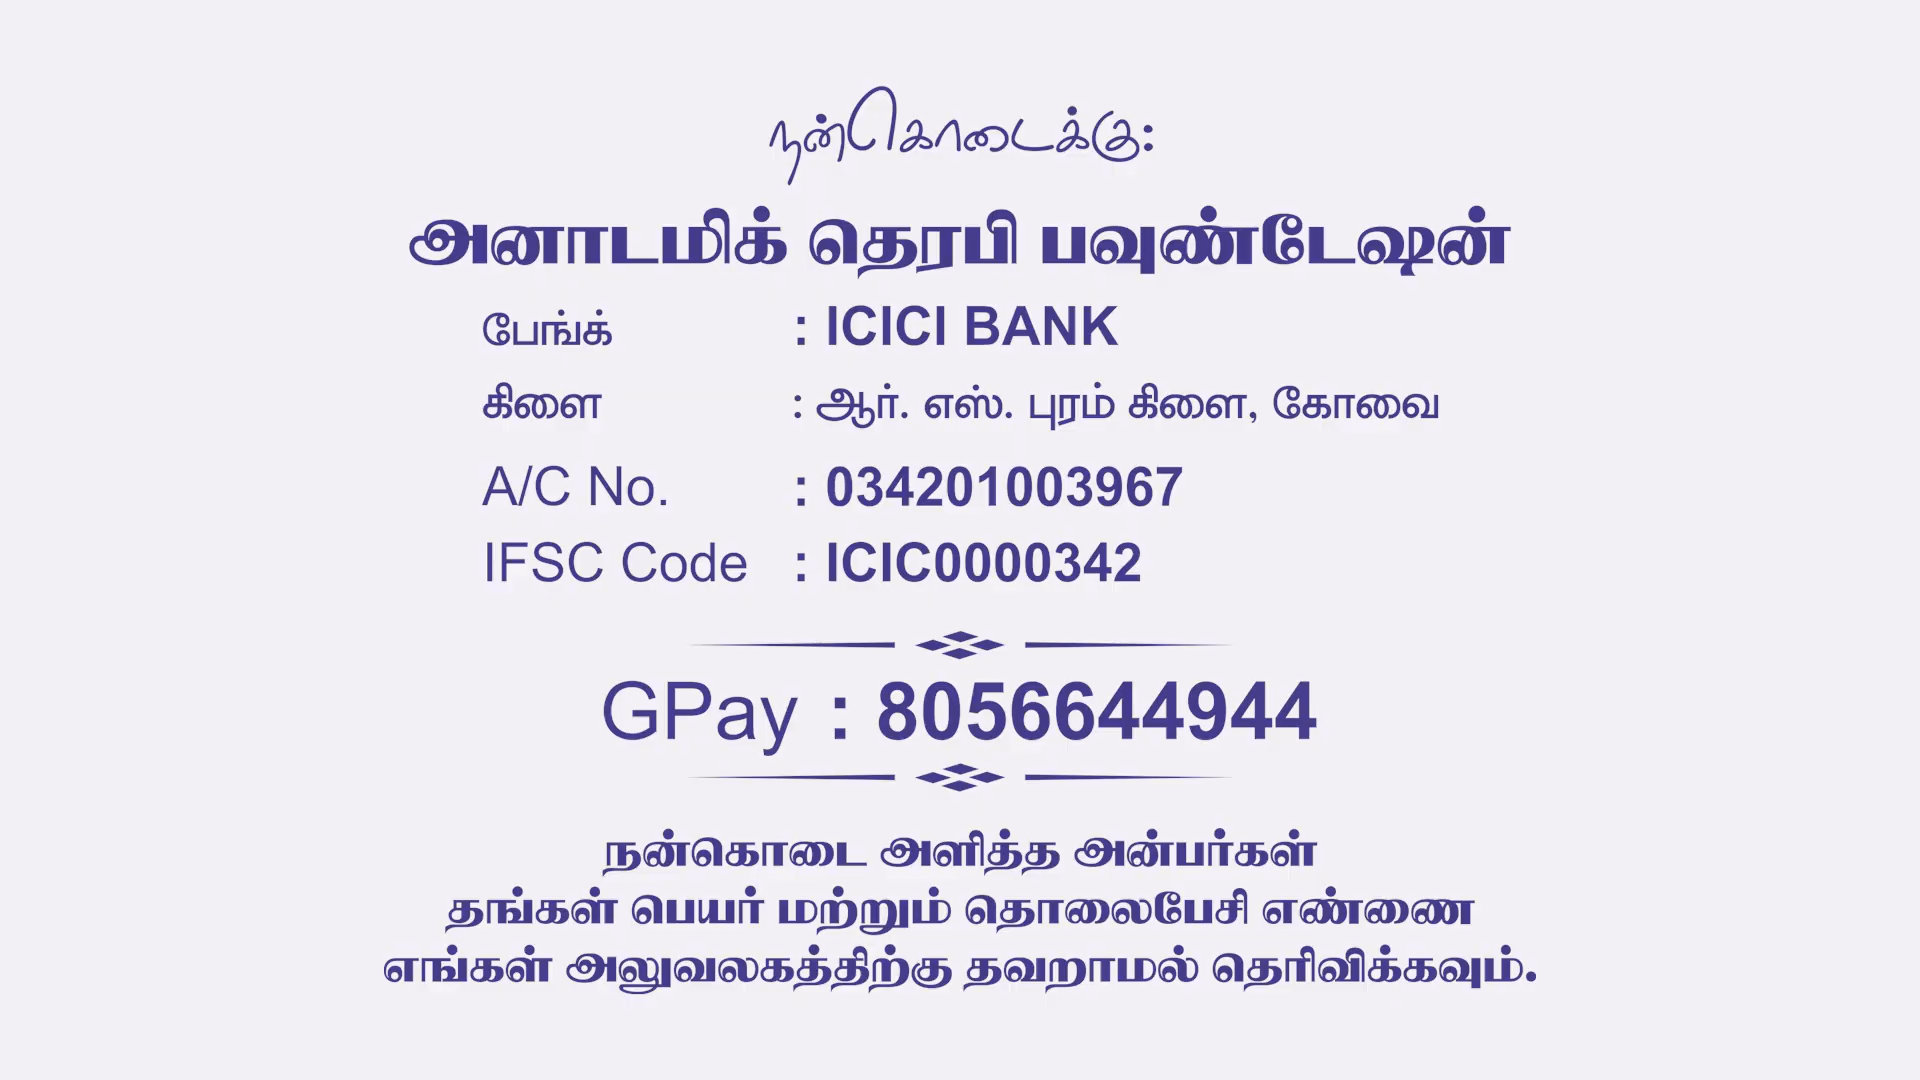 நன்கொடைக்கு:
அனாடமிக் தெரபி பவுண்டேஷன்
பேங்க் : ICICI BANK
கிளை : ஆர். எஸ். புரம் கிளை, கோவை
A/C No. : 034201003967
IFSC Code : ICIC0000342
GPay : 8056644944
நன்கொடை அளித்த அன்பர்கள்
தங்கள் பெயர் மற்றும் தொலைபேசி எண்ணை
எங்கள் அலுவலகத்திற்கு தவறாமல் தெரிவிக்கவும்.